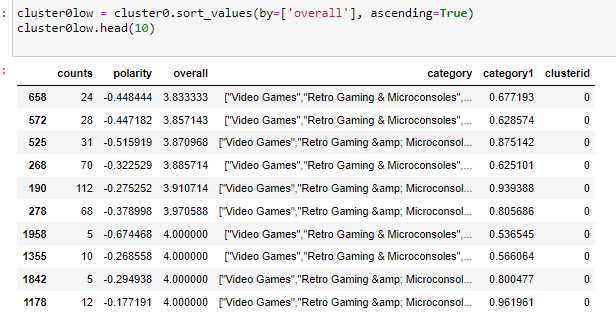 : cluster0low = cluster0.sort_values(by=['overall'], ascending=True)
cluster0low.head(10)
:
counts polarity overall category category1 clusterid
658 24 -0.448444 3.833333 ["Video Games","Retro Gaming & Microconsoles",... 0.677193 0
572 28 -0.447182 3.857143 ["Video Games","Retro Gaming & Microconsoles",... 0.628574 0
525 31 -0.515919 3.870968 ["Video Games","Retro Gaming &amp; Microconsol... 0.875142 0
268 70 -0.322529 3.885714 ["Video Games","Retro Gaming & Microconsoles",... 0.625101 0
190 112 -0.275252 3.910714 ["Video Games","Retro Gaming &amp; Microconsol... 0.939388 0
278 68 -0.378998 3.970588 ["Video Games","Retro Gaming &amp; Microconsol... 0.805686 0
1958 5 -0.674468 4.000000 ["Video Games","Retro Gaming & Microconsoles",... 0.536545 0
1355 10 -0.268558 4.000000 ["Video Games","Retro Gaming & Microconsoles",... 0.566064 0
1842 5 -0.294938 4.000000 ["Video Games","Retro Gaming &amp; Microconsol... 0.800477 0
1178 12 -0.177191 4.000000 ["Video Games","Retro Gaming &amp; Microconsol... 0.961961 0